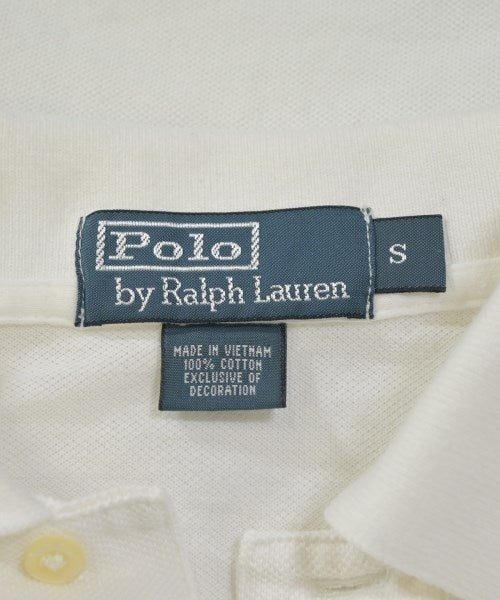 Polo
by Ralph Lauren
S
MADE IN VIETNAM
100% COTTON
EXCLUSIVE OF
DECORATION